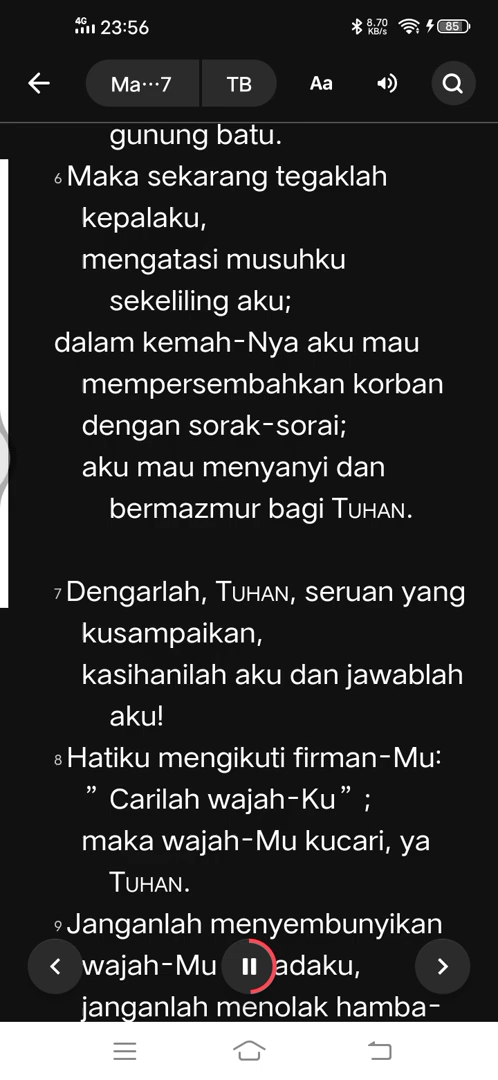 4G 23:56 8.70 KB/s 85
Ma···7 TB Aa
gunung batu.
6 Maka sekarang tegaklah
kepalaku,
mengatasi musuhku
sekeliling aku;
dalam kemah-Nya aku mau
mempersembahkan korban
dengan sorak-sorai;
aku mau menyanyi dan
bermazmur bagi TUHAN.
7 Dengarlah, TUHAN, seruan yang
kusampaikan,
kasihanilah aku dan jawablah
aku!
8 Hatiku mengikuti firman-Mu:
” Carilah wajah-Ku” ;
maka wajah-Mu kucari, ya
TUHAN.
9 Janganlah menyembunyikan
wajah-Mu adaku,
janganlah menolak hamba-